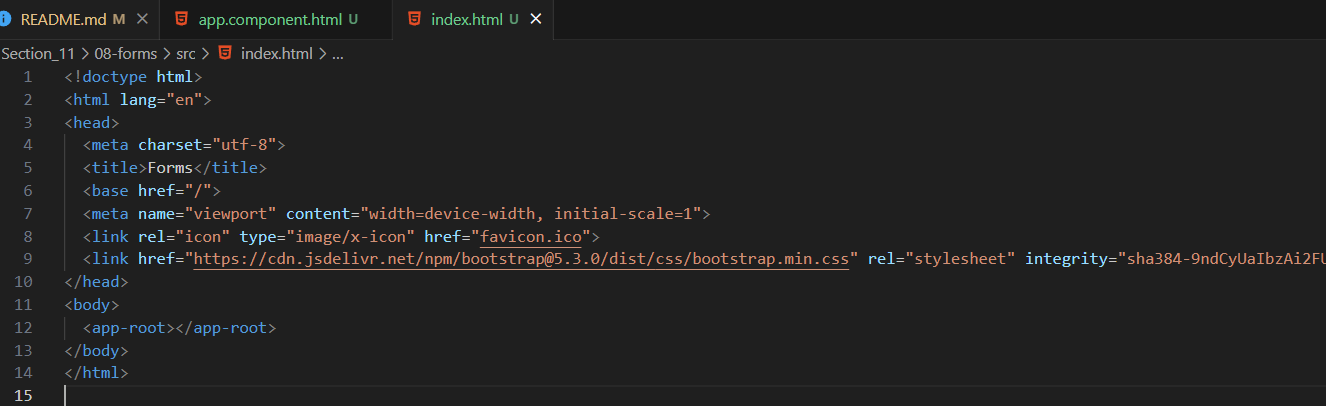 README.md M × app.component.html U index.html U ×
Section_11 > 08-forms > src > index.html > ...
1 <!doctype html>
2 <html lang="en">
3 <head>
4 <meta charset="utf-8">
5 <title>Forms</title>
6 <base href="/">
7 <meta name="viewport" content="width=device-width, initial-scale=1">
8 <link rel="icon" type="image/x-icon" href="favicon.ico">
9 <link href="https://cdn.jsdelivr.net/npm/bootstrap@5.3.0/dist/css/bootstrap.min.css" rel="stylesheet" integrity="sha384-9ndCyUaIbzAi2FU
10 </head>
11 <body>
12 <app-root></app-root>
13 </body>
14 </html>
15